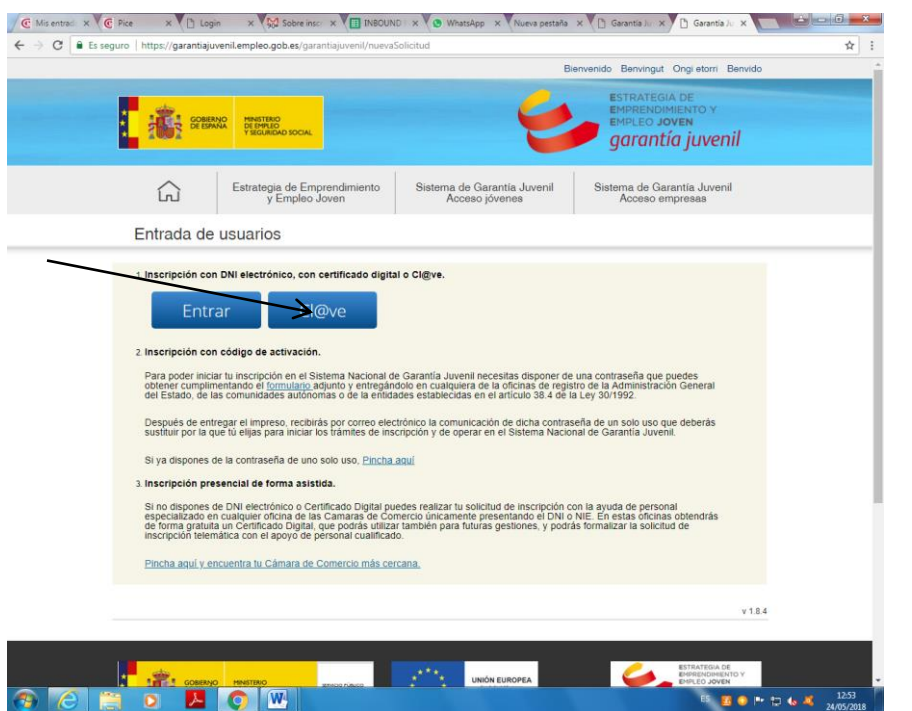 Mis entrad
Pice
Login
Sobre insc
INBOUND
WhatsApp
Nueva pestaña
Garantia
Garantia
Es seguro | https://garantiajuvenil.empleo.gob.es/garantiajuvenil/nuevaSolicitud
Bienvenido Benvingut Ongi etorri Benvido
GOBIERNO DE ESPAÑA
MINISTERIO DE EMPLEO Y SEGURIDAD SOCIAL
ESTRATEGIA DE
EMPRENDIMIENTO Y
EMPLEO JOVEN
garantía juvenil
Estrategia de Emprendimiento
y Empleo Joven
Sistema de Garantía Juvenil
Acceso jóvenes
Sistema de Garantía Juvenil
Acceso empresas
Entrada de usuarios
1. Inscripción con DNI electrónico, con certificado digital o Cl@ve.
Entrar
Cl@ve
2. Inscripción con código de activación.
Para poder iniciar tu inscripción en el Sistema Nacional de Garantía Juvenil necesitas disponer de una contraseña que puedes
obtener cumplimentando el formulario adjunto y entregándolo en cualquiera de la oficinas de registro de la Administración General
del Estado, de las comunidades autónomas o de la entidades establecidas en el artículo 38.4 de la Ley 30/1992.
Después de entregar el impreso, recibirás por correo electrónico la comunicación de dicha contraseña de un solo uso que deberás
sustituir por la que tú elijas para iniciar los trámites de inscripción y de operar en el Sistema Nacional de Garantía Juvenil.
Si ya dispones de la contraseña de uno solo uso, Pincha aquí
3. Inscripción presencial de forma asistida.
Si no dispones de DNI electrónico o Certificado Digital puedes realizar tu solicitud de inscripción con la ayuda de personal
especializado en cualquier oficina de las Camaras de Comercio únicamente presentando el DNI o NIE. En estas oficinas obtendrás
de forma gratuita un Certificado Digital, que podrás utilizar también para futuras gestiones, y podrás formalizar la solicitud de
inscripción telemática con el apoyo de personal cualificado.
Pincha aquí y encuentra tu Cámara de Comercio más cercana.
v 1.8.4
GOBIERNO
MINISTERIO
UNIÓN EUROPEA
ESTRATEGIA DE
EMPRENDIMIENTO Y
EMPLEO JOVEN
ES
12:53
24/05/2018